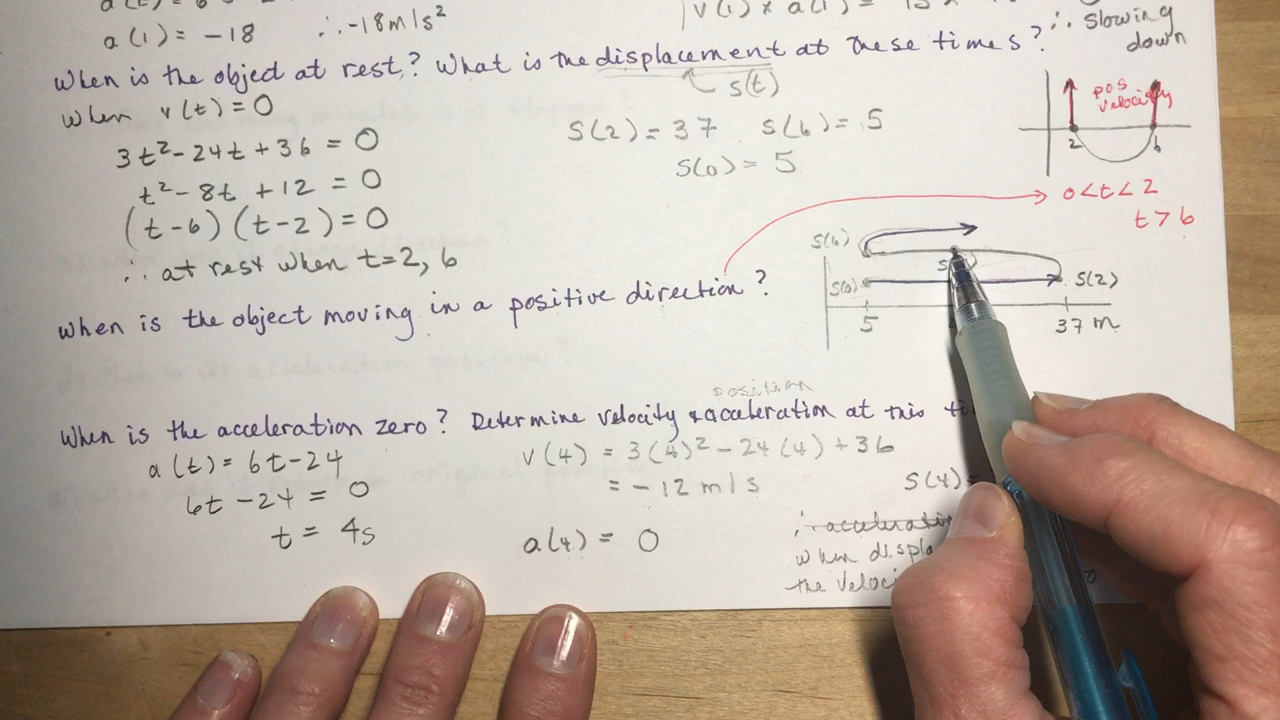 a(1) = -18 ∴ -18 m/s²
v(1) x a(1) =
∴ slowing down
When is the object at rest? What is the displacement at these times?
s(t)
when v(t) = 0
3t² - 24t + 36 = 0
t² - 8t + 12 = 0
(t-6)(t-2) = 0
∴ at rest when t = 2, 6
s(2) = 37 s(6) = 5
s(0) = 5
pos
velocity
2 6
0 < t < 2
t > 6
When is the object moving in a positive direction?
s(6)
s(0) s(2)
5 37 m
position
When is the acceleration zero? Determine velocity & acceleration at this
a(t) = 6t - 24
6t - 24 = 0
t = 4s
v(4) = 3(4)² - 24(4) + 36
= -12 m/s
a(4) = 0
s(4) =
when
the